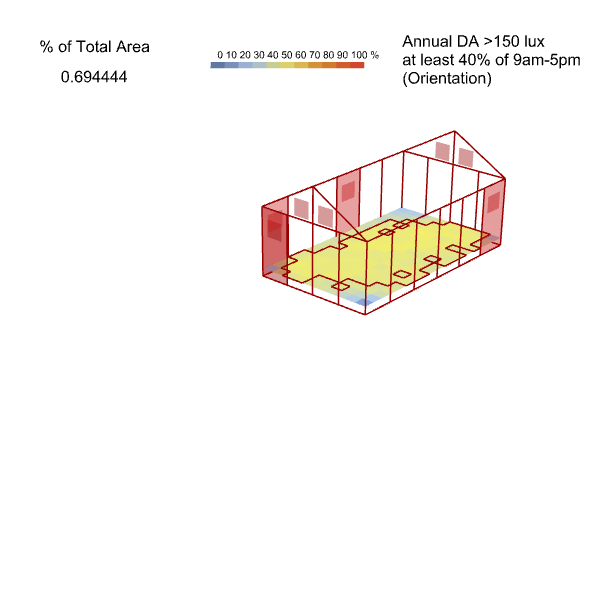 % of Total Area
0.694444
0 10 20 30 40 50 60 70 80 90 100 %
Annual DA >150 lux
at least 40% of 9am-5pm
(Orientation)